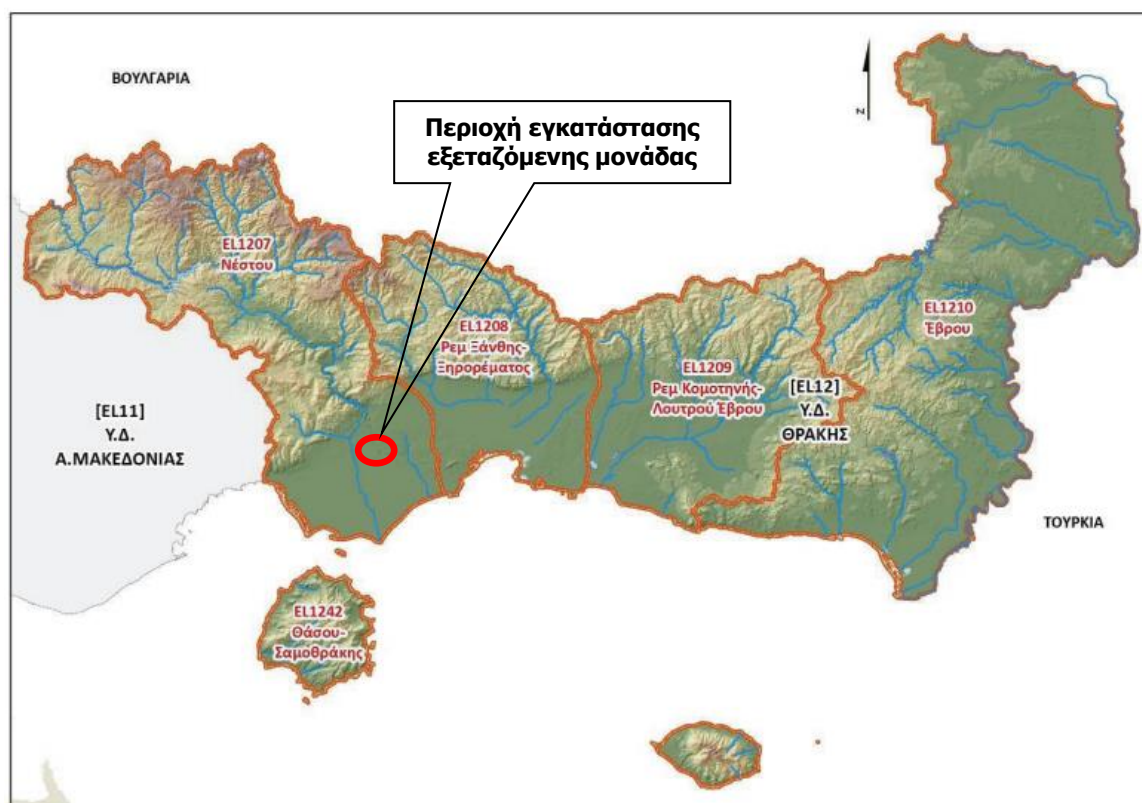 ΒΟΥΛΓΑΡΙΑ
Περιοχή εγκατάστασης
εξεταζόμενης μονάδας
Z
EL1207
Νέστου
EL1208
Ρεμ Ξάνθης-
Ξηρορέματος
EL1209
Ρεμ Κομοτηνής-
Λουτρού Έβρου
EL1210
Έβρου
[EL12]
Υ.Δ.
ΘΡΑΚΗΣ
[EL11]
Υ.Δ.
Α.ΜΑΚΕΔΟΝΙΑΣ
ΤΟΥΡΚΙΑ
EL1242
Θάσου-
Σαμοθράκης